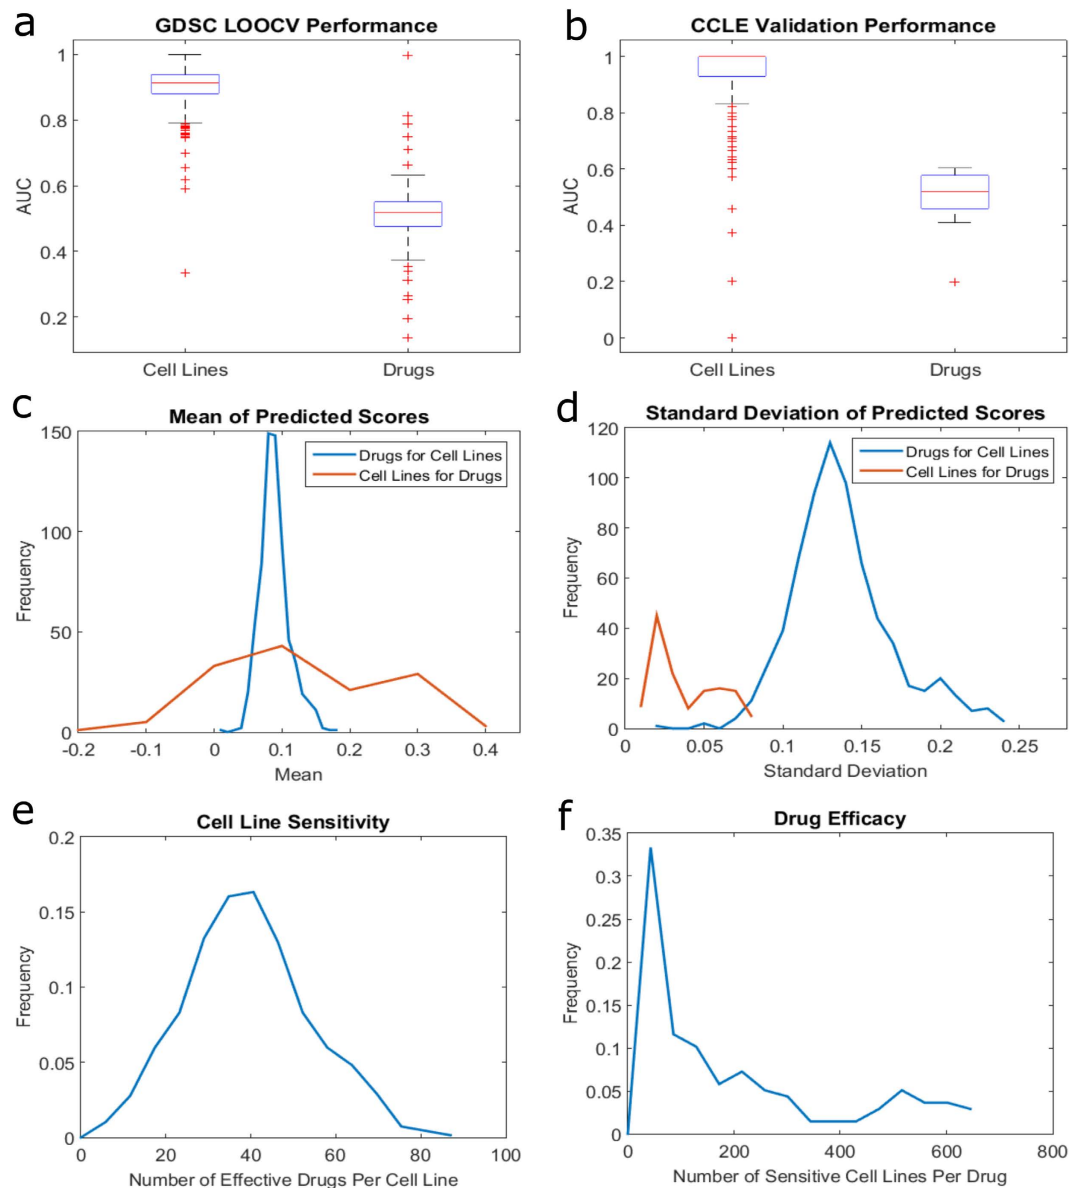 a
GDSC LOOCV Performance
1
0.8
0.6
0.4
0.2
AUC
Cell Lines
Drugs
b
CCLE Validation Performance
1
0.8
0.6
0.4
0.2
0
AUC
Cell Lines
Drugs
c
Mean of Predicted Scores
150
100
50
0
Frequency
Drugs for Cell Lines
Cell Lines for Drugs
-0.2 -0.1 0 0.1 0.2 0.3 0.4
Mean
d
Standard Deviation of Predicted Scores
120
100
80
60
40
20
0
Frequency
Drugs for Cell Lines
Cell Lines for Drugs
0 0.05 0.1 0.15 0.2 0.25
Standard Deviation
e
Cell Line Sensitivity
0.2
0.15
0.1
0.05
0
Frequency
0 20 40 60 80 100
Number of Effective Drugs Per Cell Line
f
Drug Efficacy
0.35
0.3
0.25
0.2
0.15
0.1
0.05
0
Frequency
0 200 400 600 800
Number of Sensitive Cell Lines Per Drug